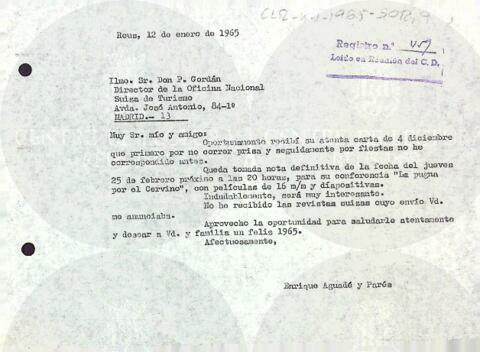 CLR-X-1-1965-SOTR,9
Reus, 12 de enero de 1965
Registro n.º 457
Leído en Reunión del C.D.
Ilmo. Sr. Don P. Gordán
Director de la Oficina Nacional
Suiza de Turismo
Avda. José Antonio, 84-1º
MADRID.- 13
Muy Sr. mío y amigo:
Oportunamente recibí su atenta carta de 4 diciembre
que primero por no correr prisa y seguidamente por fiestas no he
correspondido antes.
Queda tomada nota definitiva de la fecha del jueves
25 de febrero próximo a las 20 horas, para su conferencia "La pugna
por el Cervino", con películas de 16 m/m y diapositivas.
Indudablemente, será muy interesante.
No he recibido las revistas suizas cuyo envío Vd.
me anunciaba.
Aprovecho la oportunidad para saludarle atentamente
y desear a Vd. y familia un feliz 1965.
Afectuosamente,
Enrique Aguadé y Parés